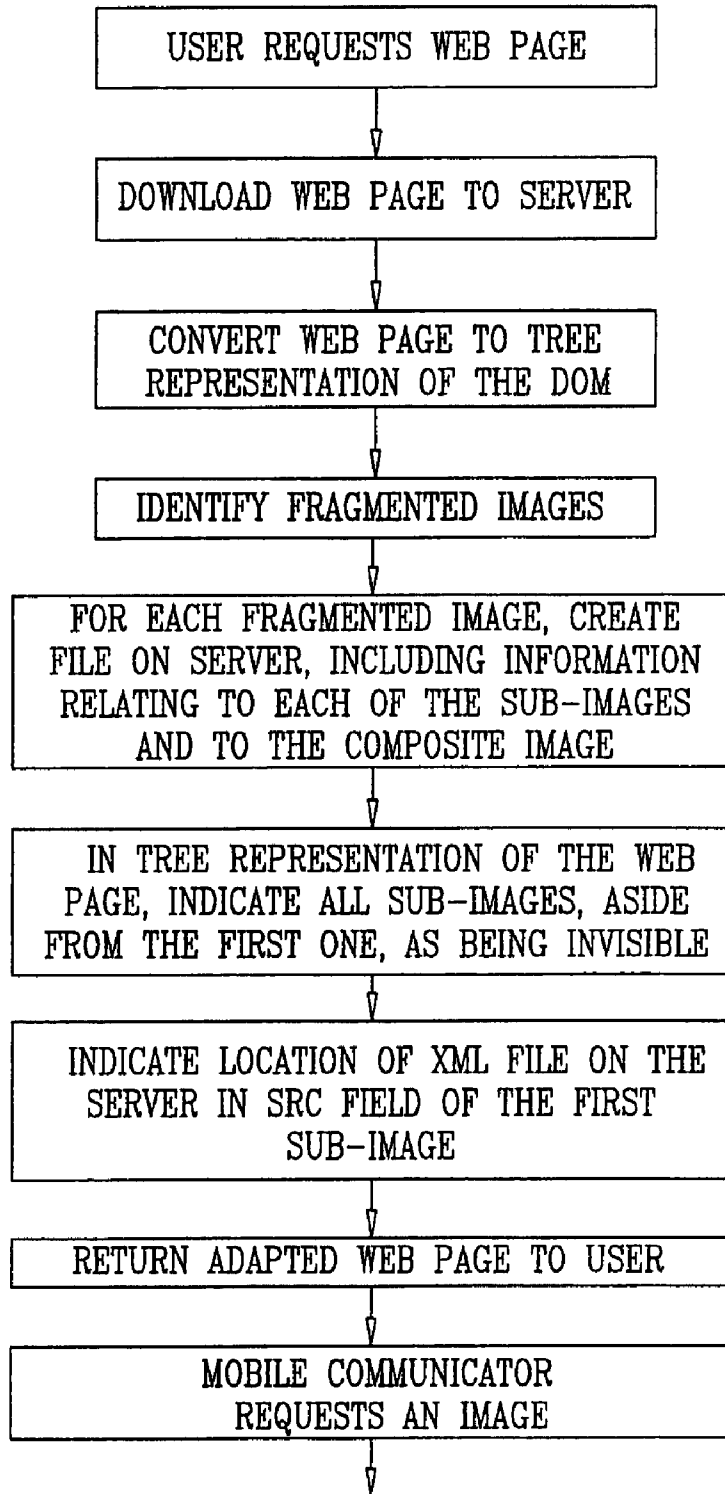 USER REQUESTS WEB PAGE
DOWNLOAD WEB PAGE TO SERVER
CONVERT WEB PAGE TO TREE
REPRESENTATION OF THE DOM
IDENTIFY FRAGMENTED IMAGES
FOR EACH FRAGMENTED IMAGE, CREATE
FILE ON SERVER, INCLUDING INFORMATION
RELATING TO EACH OF THE SUB-IMAGES
AND TO THE COMPOSITE IMAGE
IN TREE REPRESENTATION OF THE WEB
PAGE, INDICATE ALL SUB-IMAGES, ASIDE
FROM THE FIRST ONE, AS BEING INVISIBLE
INDICATE LOCATION OF XML FILE ON THE
SERVER IN SRC FIELD OF THE FIRST
SUB-IMAGE
RETURN ADAPTED WEB PAGE TO USER
MOBILE COMMUNICATOR
REQUESTS AN IMAGE